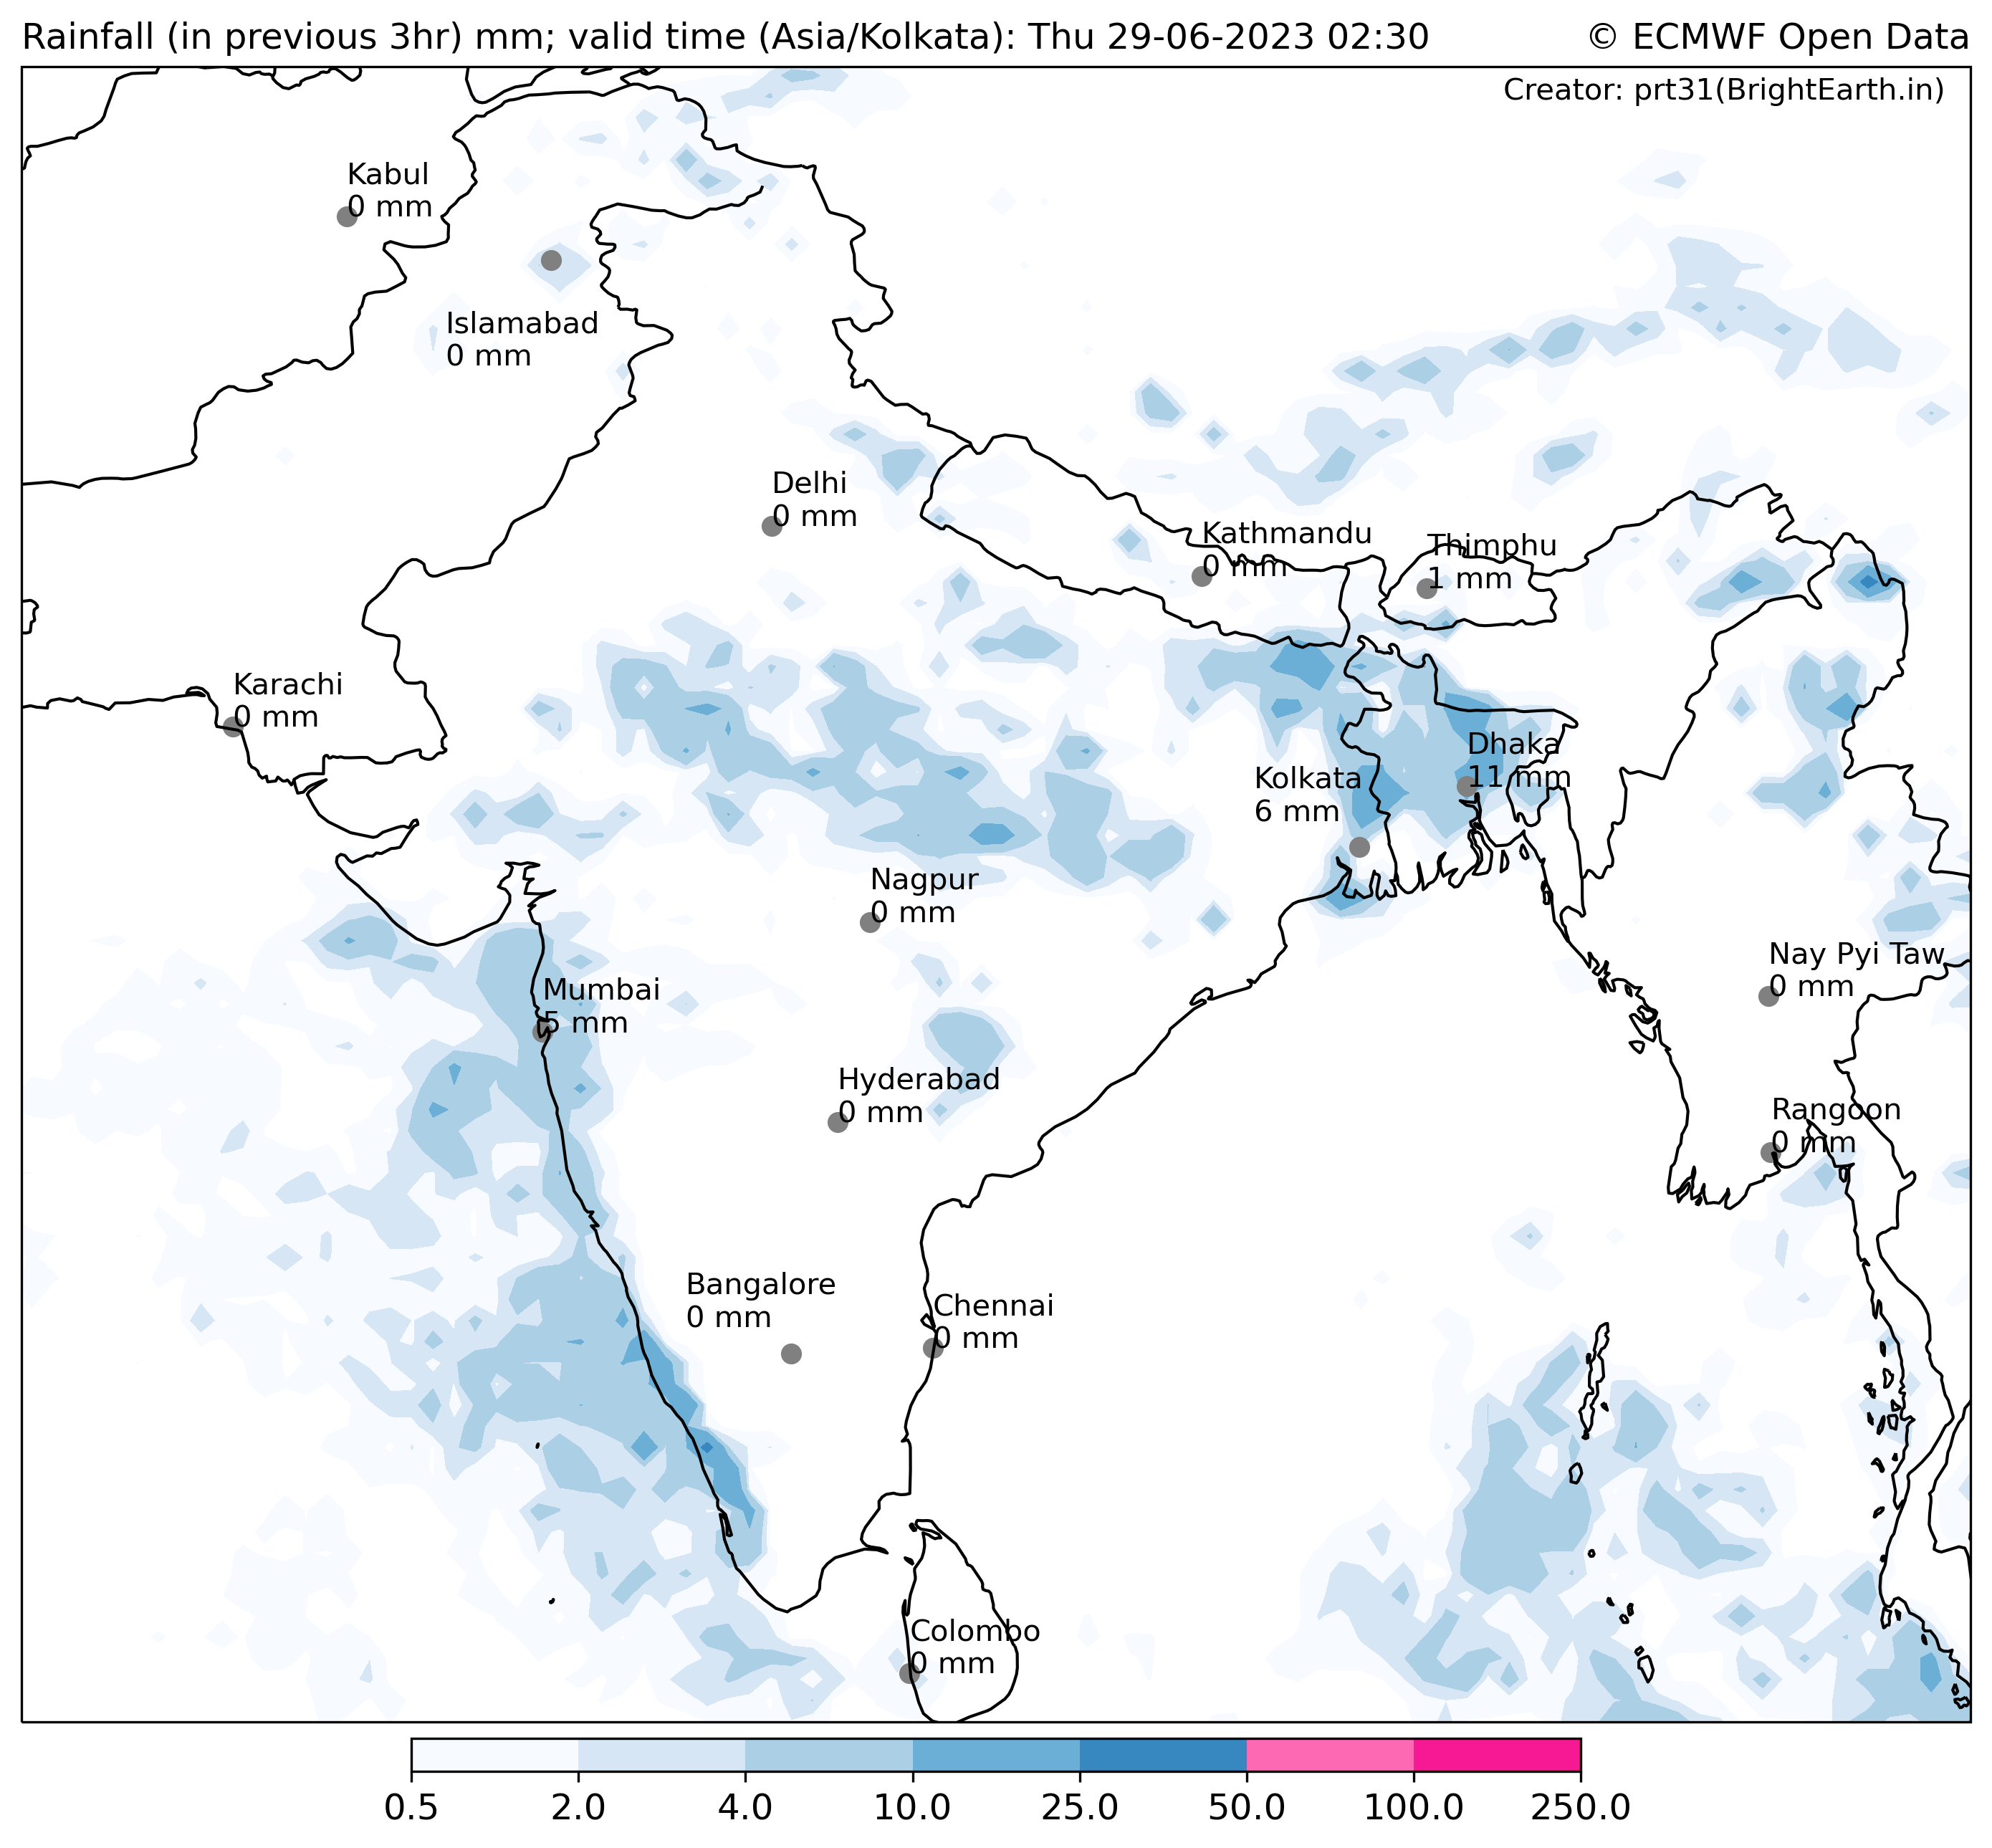 Rainfall (in previous 3hr) mm; valid time (Asia/Kolkata): Thu 29-06-2023 02:30
© ECMWF Open Data
Creator: prt31(BrightEarth.in)
Kabul
0 mm
Islamabad
0 mm
Delhi
0 mm
Kathmandu
0 mm
Thimphu
1 mm
Karachi
0 mm
Dhaka
11 mm
Kolkata
6 mm
Nagpur
0 mm
Nay Pyi Taw
0 mm
Mumbai
5 mm
Hyderabad
0 mm
Rangoon
0 mm
Bangalore
0 mm
Chennai
0 mm
Colombo
0 mm
0.5 2.0 4.0 10.0 25.0 50.0 100.0 250.0